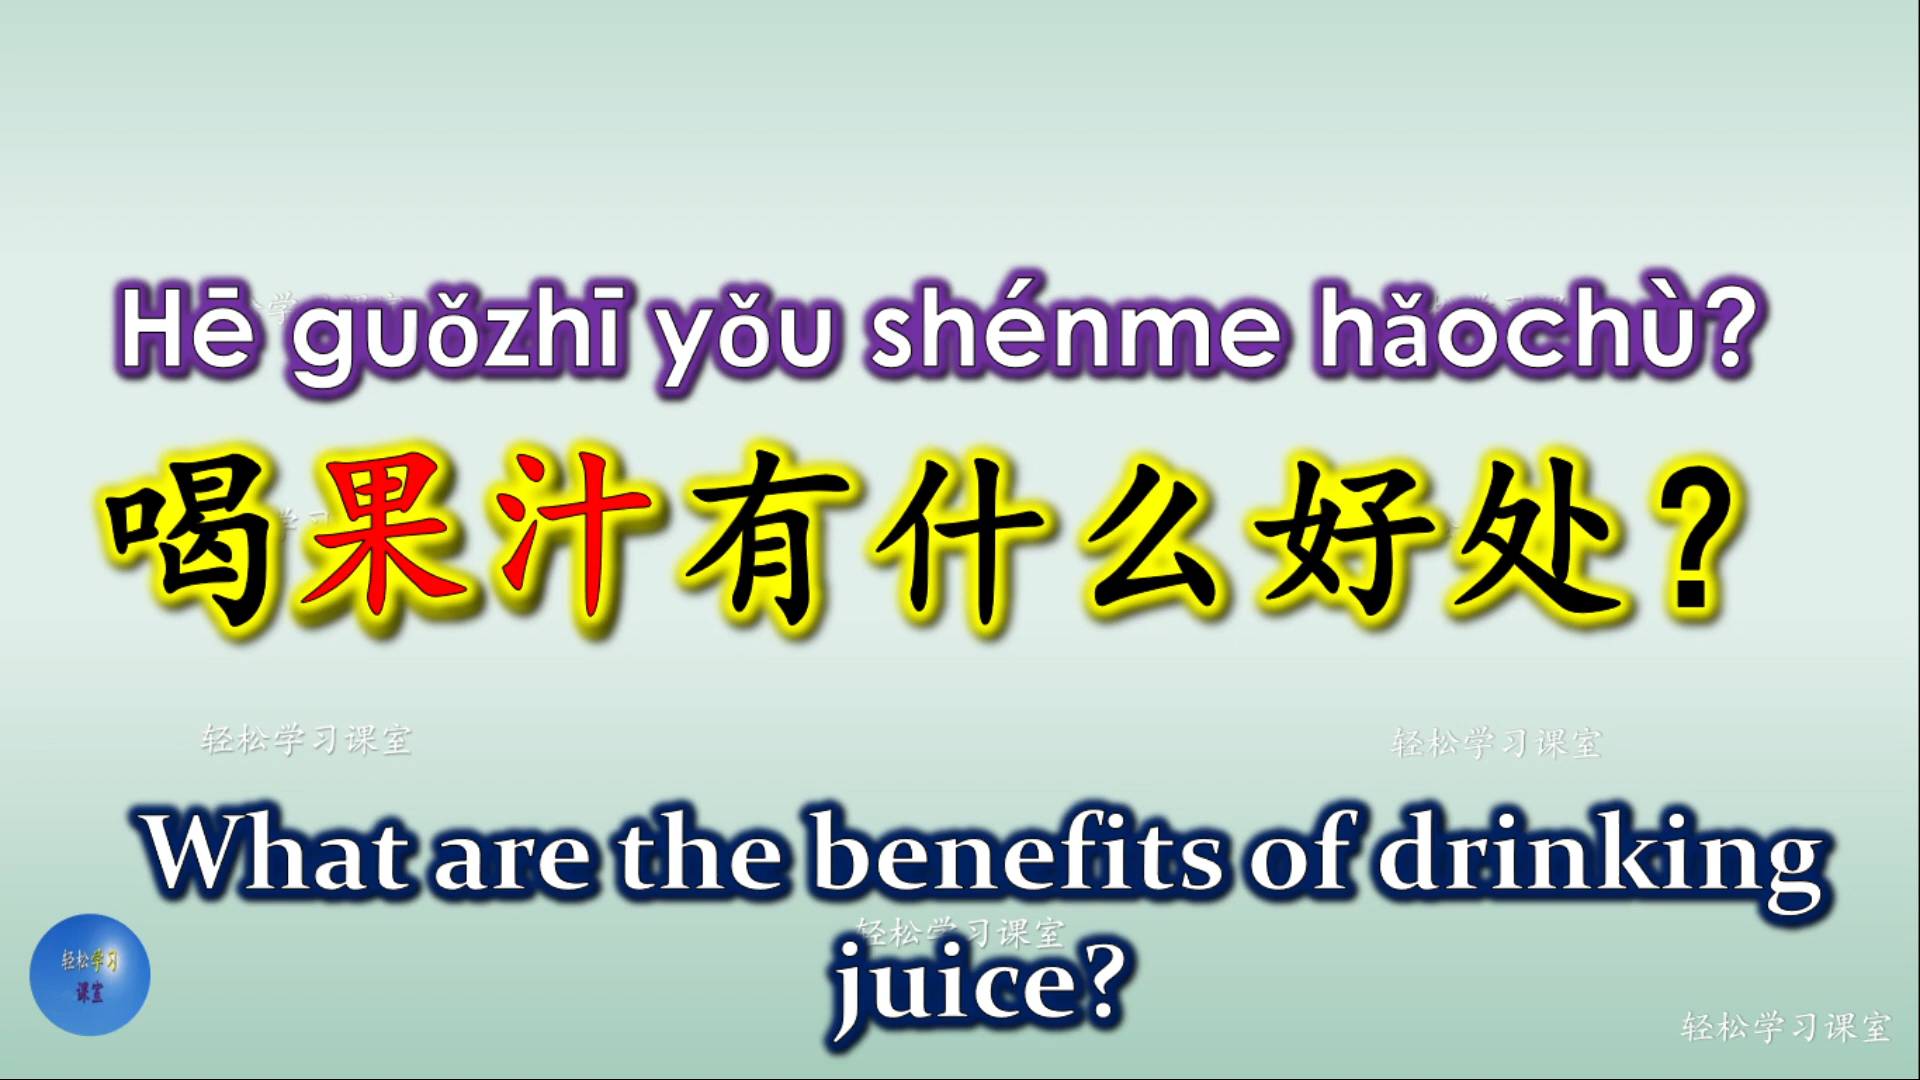 Hē guǒzhī yǒu shénme hǎochù?
喝果汁有什么好处?
轻松学习课室
轻松学习课室
What are the benefits of drinking
轻松学习课室
juice?
轻松学习
课室
轻松学习课室